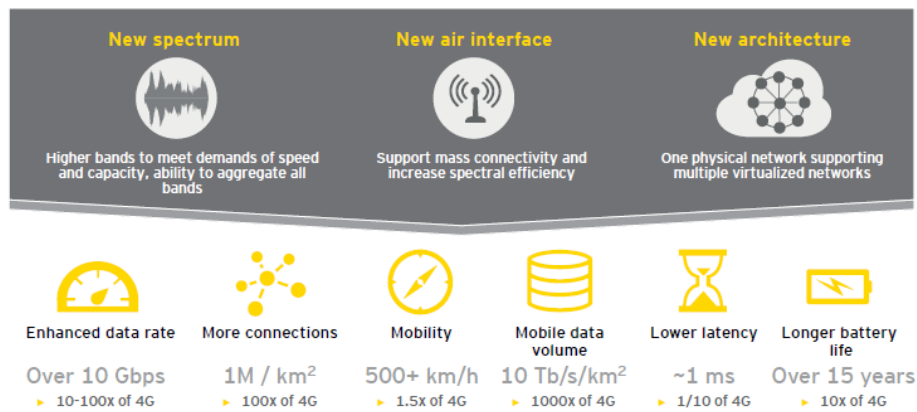 New spectrum
New air interface
New architecture
Higher bands to meet demands of speed
and capacity, ability to aggregate all
bands
Support mass connectivity and
increase spectral efficiency
One physical network supporting
multiple virtualized networks
Enhanced data rate
More connections
Mobility
Mobile data
volume
Lower latency
Longer battery
life
Over 10 Gbps
1M / km²
500+ km/h
10 Tb/s/km²
~1 ms
Over 15 years
► 10-100x of 4G
► 100x of 4G
► 1.5x of 4G
► 1000x of 4G
► 1/10 of 4G
► 10x of 4G